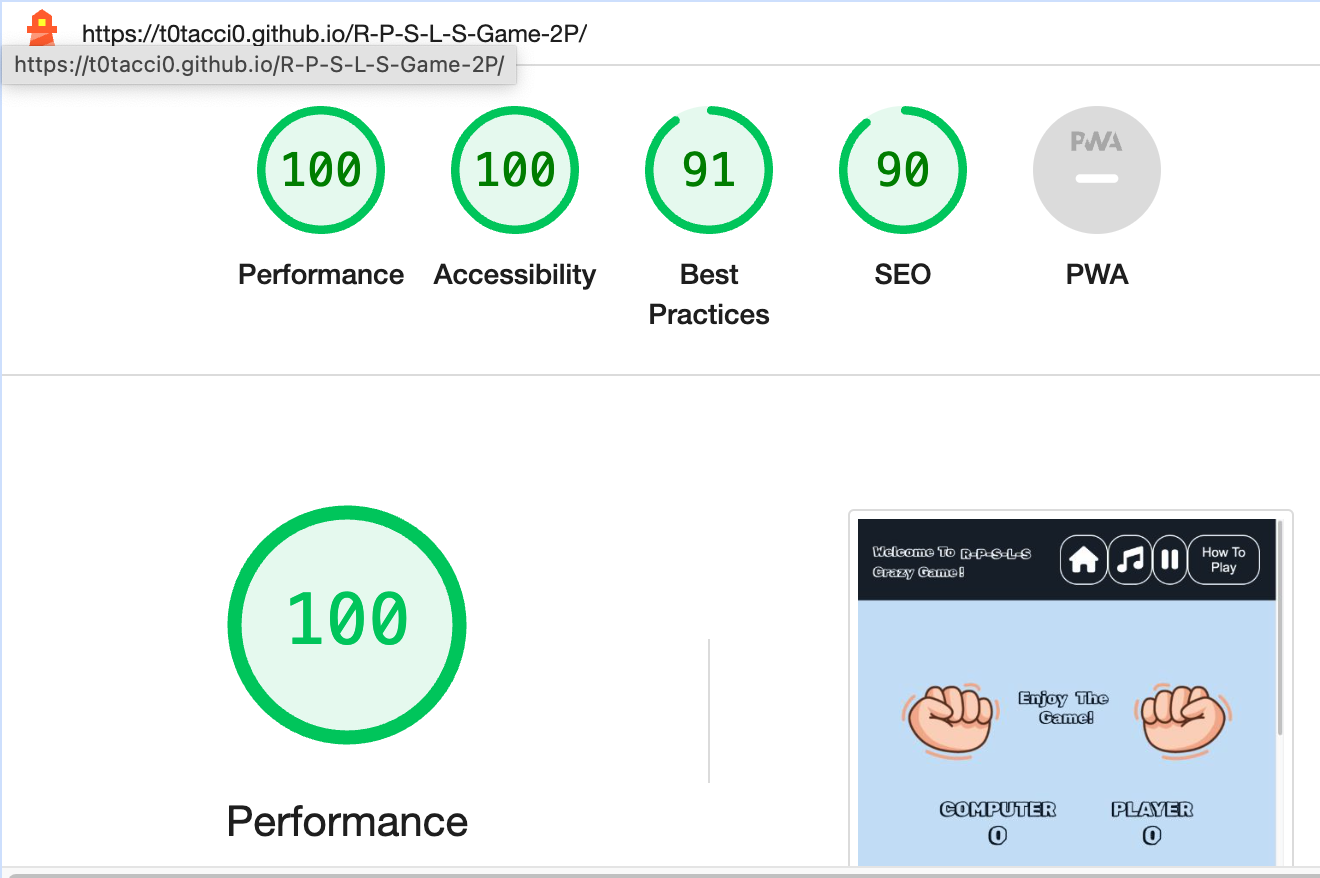 https://t0tacci0.github.io/R-P-S-L-S-Game-2P/
https://t0tacci0.github.io/R-P-S-L-S-Game-2P/
100
100
91
90
PWA
Performance
Accessibility
Best
Practices
SEO
PWA
100
Performance
Welcome To R-P-S-L-S
Crazy Game!
How To
Play
Enjoy The
Game!
COMPUTER
0
PLAYER
0